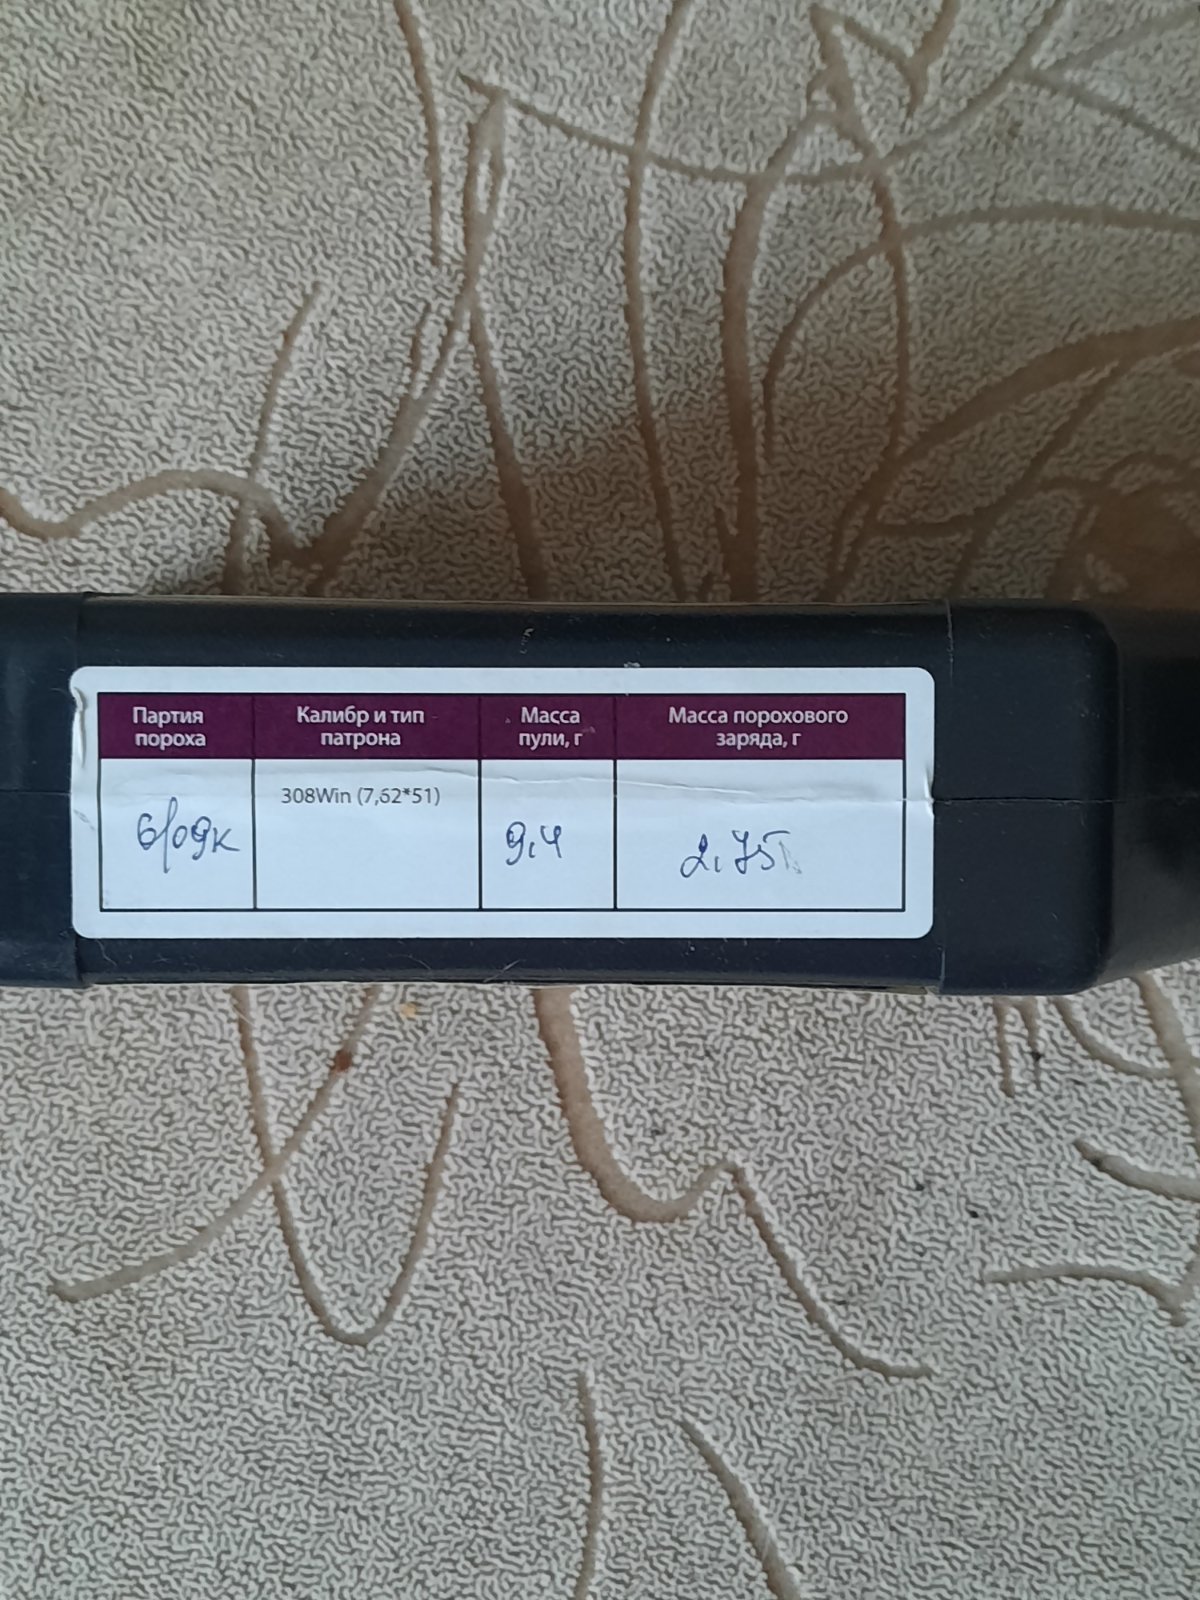 Партия пороха
Калибр и тип патрона
Масса пули, г
Масса порохового заряда, г
6/09к
308Win (7,62*51)
9,4
2,75